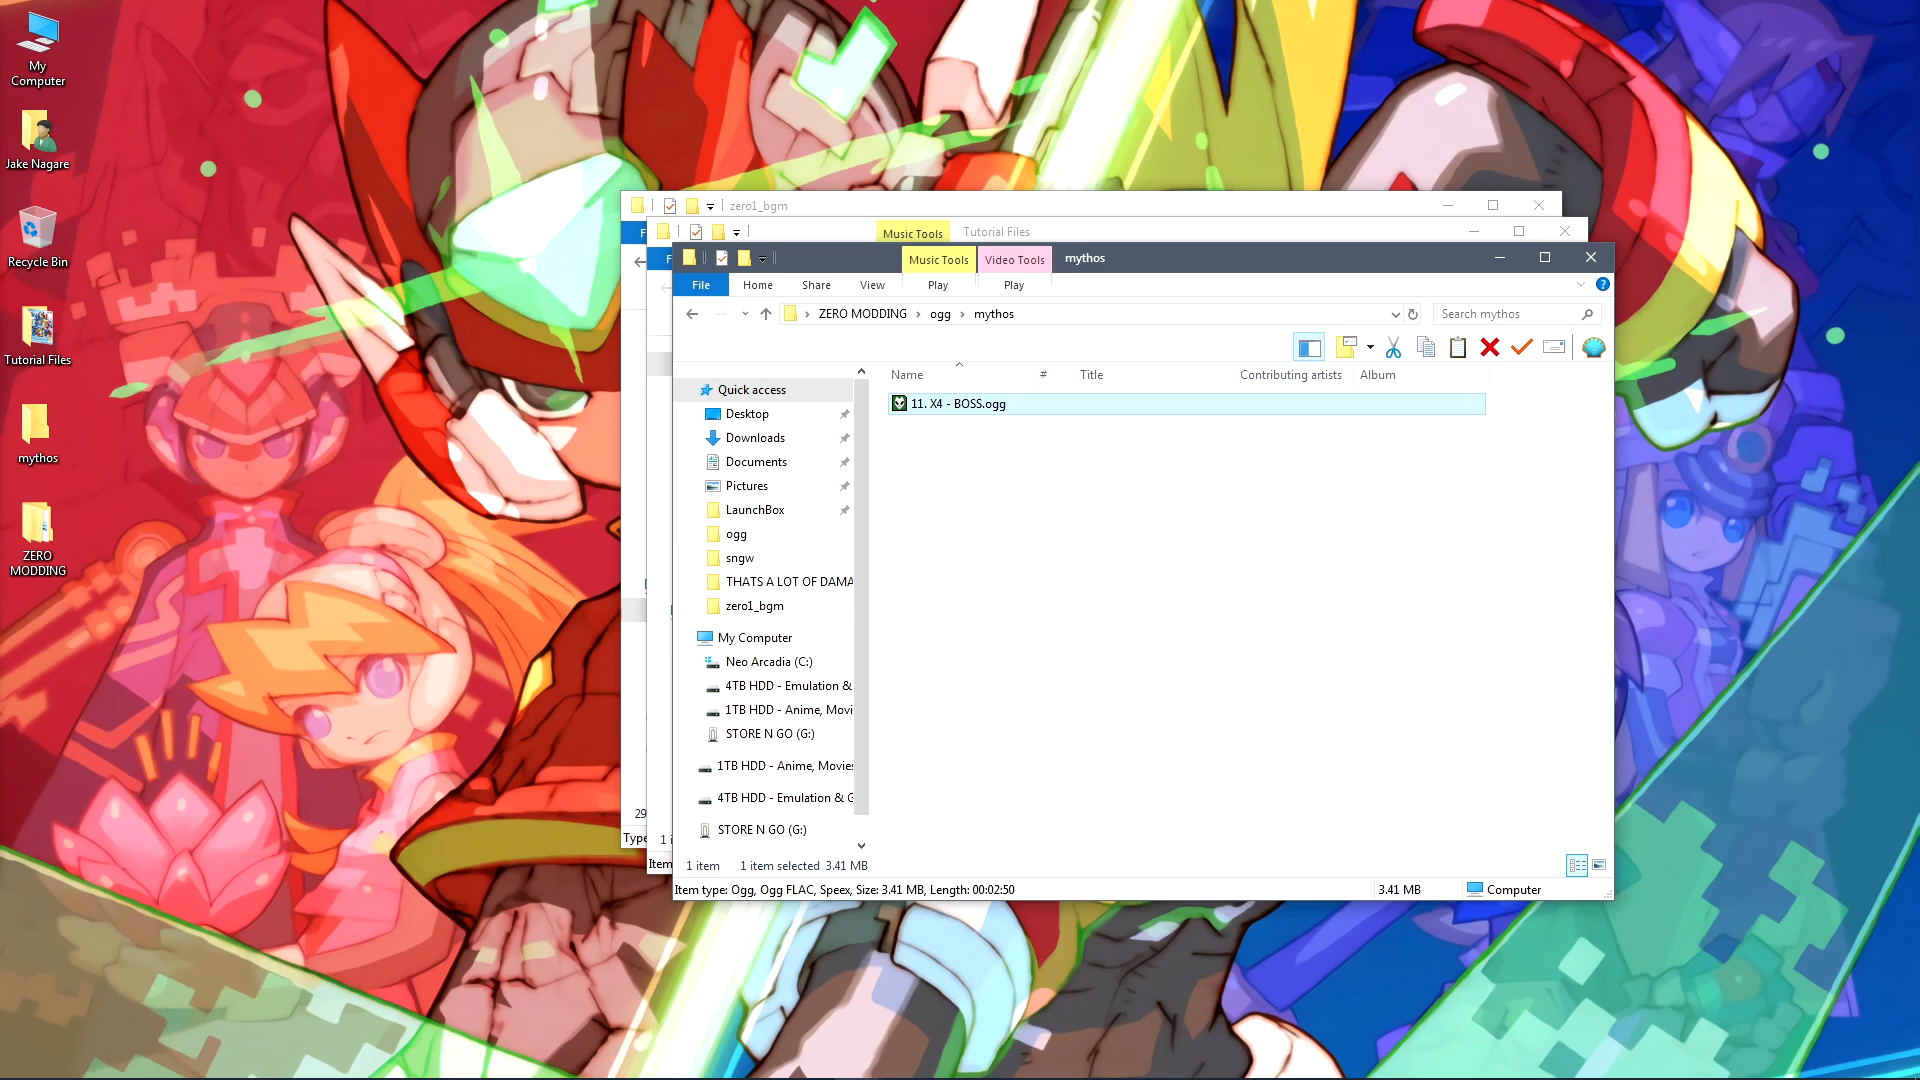 My
Computer
Jake Nagare
Recycle Bin
Tutorial Files
mythos
ZERO
MODDING
zero1_bgm
Music Tools
Tutorial Files
Music Tools
Video Tools
mythos
File
Home
Share
View
Play
Play
ZERO MODDING
ogg
mythos
Search mythos
Name
#
Title
Contributing artists
Album
11. X4 - BOSS.ogg
Quick access
Desktop
Downloads
Documents
Pictures
LaunchBox
ogg
sngw
THATS A LOT OF DAMA
zero1_bgm
My Computer
Neo Arcadia (C:)
4TB HDD - Emulation &
1TB HDD - Anime, Movi
STORE N GO (G:)
1TB HDD - Anime, Movies
4TB HDD - Emulation & G
STORE N GO (G:)
29
Type
1 i
Item
1 item
1 item selected 3.41 MB
Item type: Ogg, Ogg FLAC, Speex, Size: 3.41 MB, Length: 00:02:50
3.41 MB
Computer